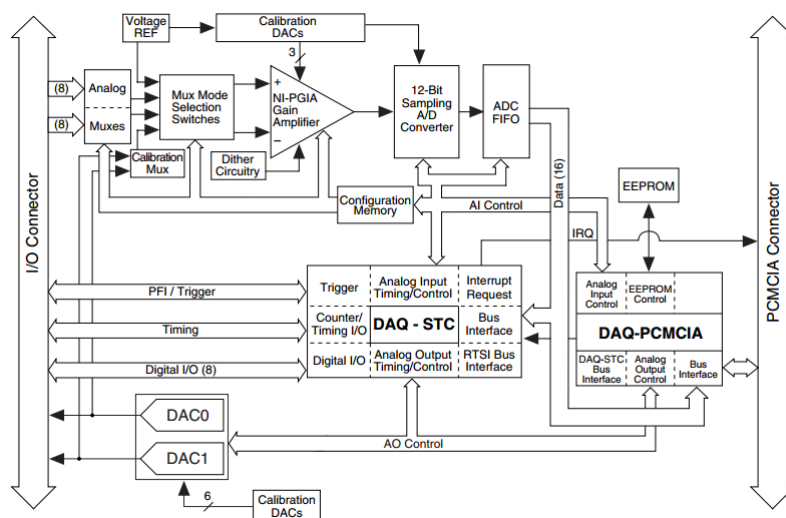 Voltage
REF
Calibration
DACs
3
(8)
(8)
Analog
Muxes
Mux Mode
Selection
Switches
Calibration
Mux
+
NI-PGIA
Gain
Amplifier
−
Dither
Circuitry
12-Bit
Sampling
A/D
Converter
ADC
FIFO
Data (16)
Configuration
Memory
AI Control
EEPROM
IRQ
I/O Connector
PCMCIA Connector
PFI / Trigger
Timing
Digital I/O (8)
Trigger
Analog Input
Timing/Control
Interrupt
Request
Counter/
Timing I/O
DAQ - STC
Bus
Interface
Digital I/O
Analog Output
Timing/Control
RTSI Bus
Interface
Analog
Input
Control
EEPROM
Control
DAQ-PCMCIA
DAQ-STC
Bus
Interface
Analog
Output
Control
Bus
Interface
DAC0
DAC1
AO Control
6
Calibration
DACs